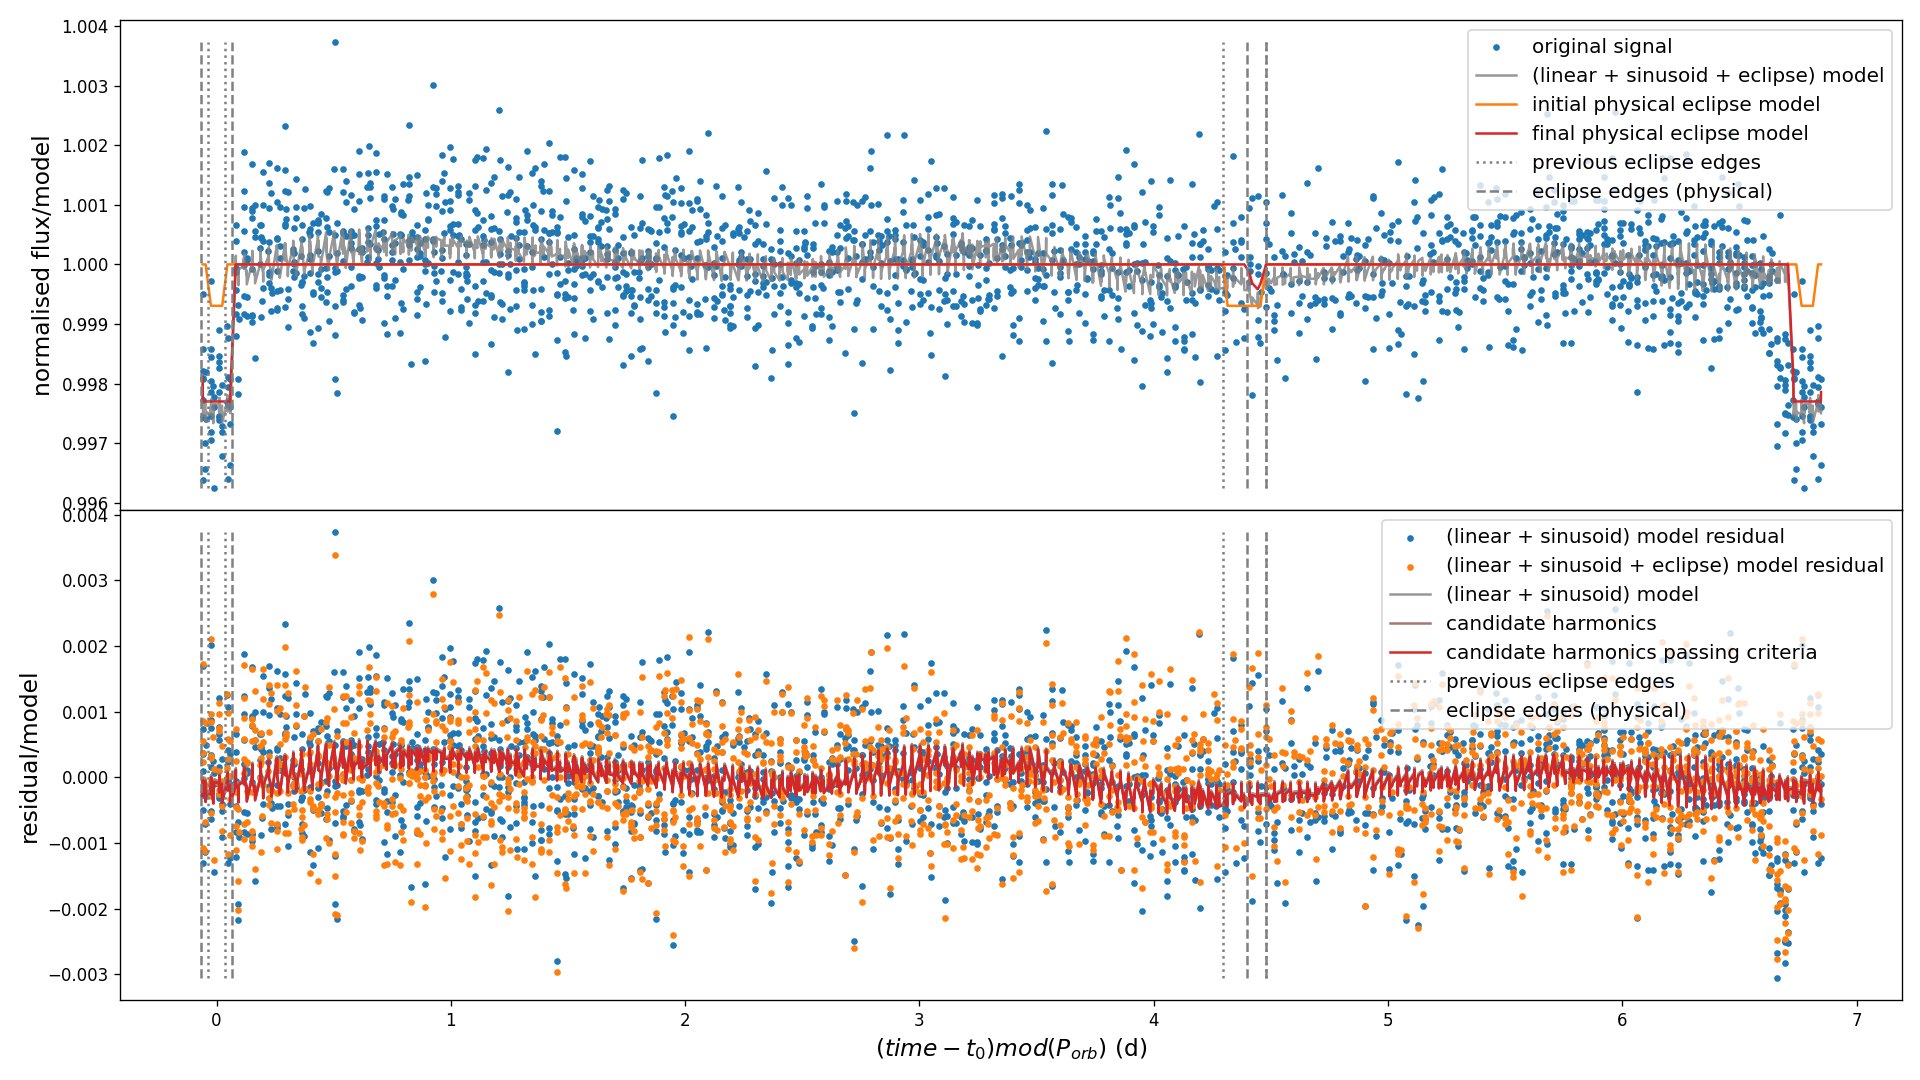 1.004
1.003
1.002
1.001
1.000
0.999
0.998
0.997
0.996
normalised flux/model
original signal
(linear + sinusoid + eclipse) model
initial physical eclipse model
final physical eclipse model
previous eclipse edges
eclipse edges (physical)
0.004
0.003
0.002
0.001
0.000
−0.001
−0.002
−0.003
residual/model
(linear + sinusoid) model residual
(linear + sinusoid + eclipse) model residual
(linear + sinusoid) model
candidate harmonics
candidate harmonics passing criteria
previous eclipse edges
eclipse edges (physical)
0 1 2 3 4 5 6 7
(time − t₀)mod(P_orb) (d)